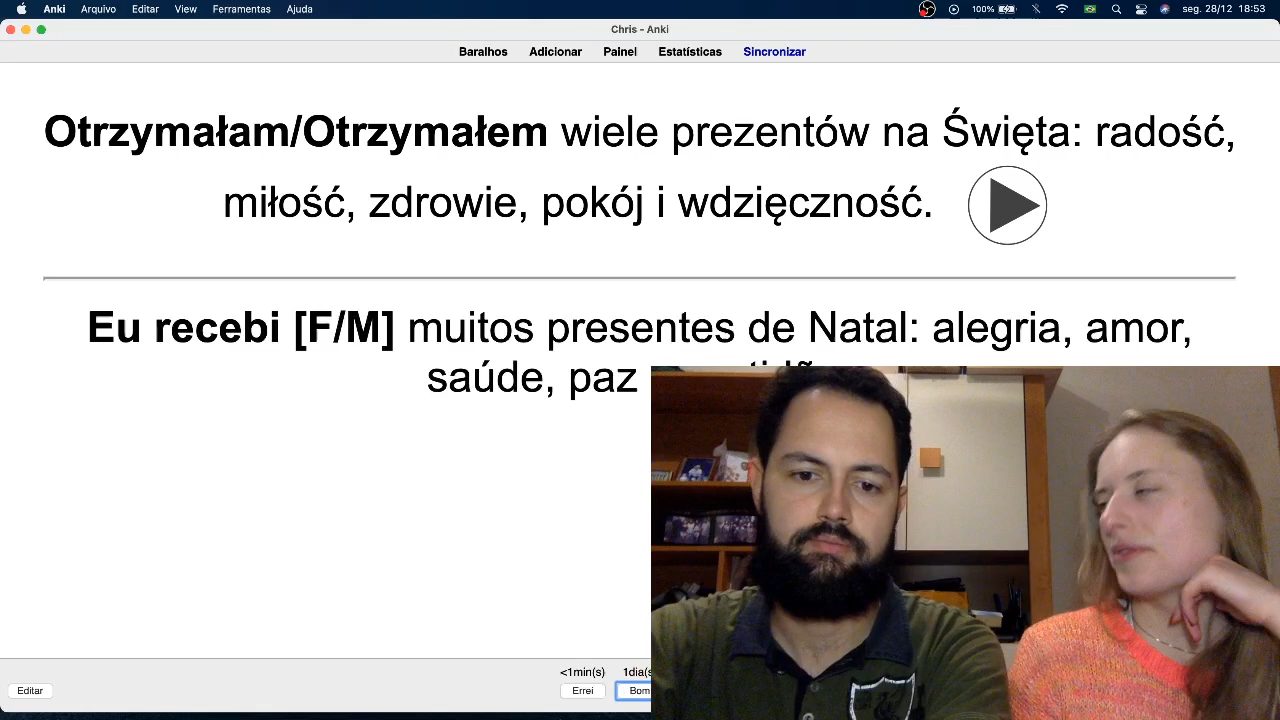 Anki Arquivo Editar View Ferramentas Ajuda 100% seg. 28/12 18:53
Chris - Anki
Baralhos Adicionar Painel Estatísticas Sincronizar
Otrzymałam/Otrzymałem wiele prezentów na Święta: radość,
miłość, zdrowie, pokój i wdzięczność.
Eu recebi [F/M] muitos presentes de Natal: alegria, amor,
saúde, paz
<1min(s) 1dia(s
Editar Errei Bom